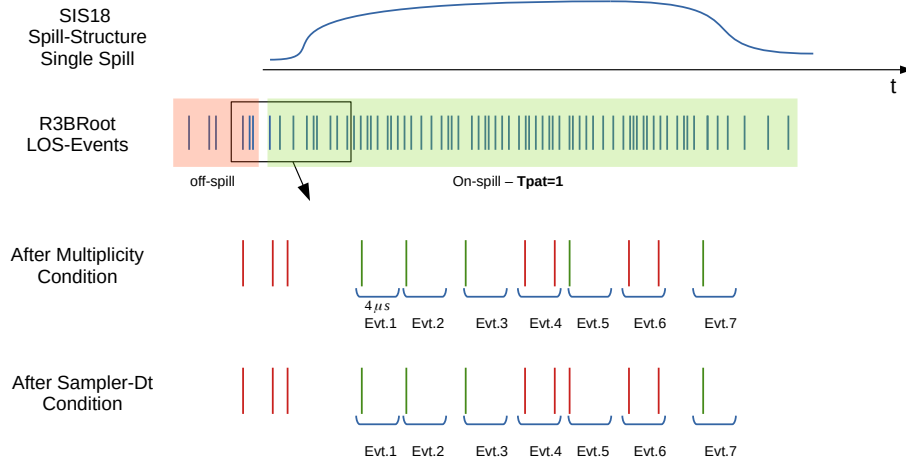 SIS18
Spill-Structure
Single Spill
t
R3BRoot
LOS-Events
off-spill
On-spill – Tpat=1
After Multiplicity
Condition
4 μs
Evt.1 Evt.2 Evt.3 Evt.4 Evt.5 Evt.6 Evt.7
After Sampler-Dt
Condition
Evt.1 Evt.2 Evt.3 Evt.4 Evt.5 Evt.6 Evt.7